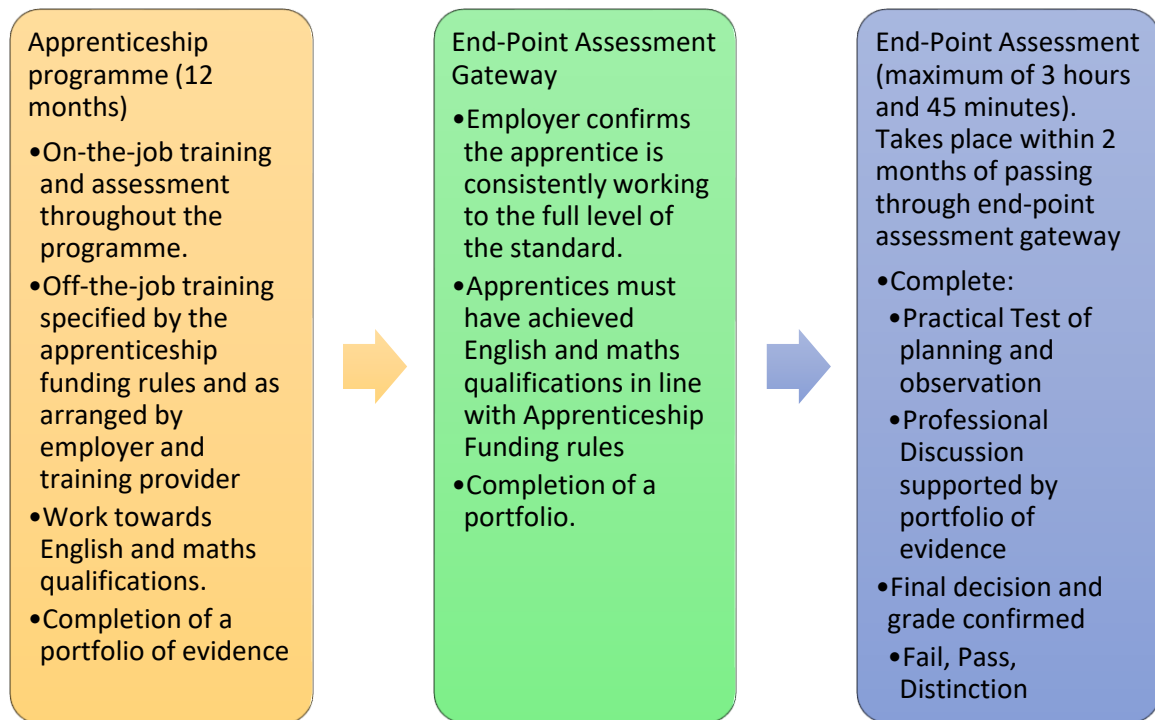 Apprenticeship
programme (12
months)
•On-the-job training
and assessment
throughout the
programme.
•Off-the-job training
specified by the
apprenticeship
funding rules and as
arranged by
employer and
training provider
•Work towards
English and maths
qualifications.
•Completion of a
portfolio of evidence
End-Point Assessment
Gateway
•Employer confirms
the apprentice is
consistently working
to the full level of
the standard.
•Apprentices must
have achieved
English and maths
qualifications in line
with Apprenticeship
Funding rules
•Completion of a
portfolio.
End-Point Assessment
(maximum of 3 hours
and 45 minutes).
Takes place within 2
months of passing
through end-point
assessment gateway
•Complete:
•Practical Test of
planning and
observation
•Professional
Discussion
supported by
portfolio of
evidence
•Final decision and
grade confirmed
•Fail, Pass,
Distinction